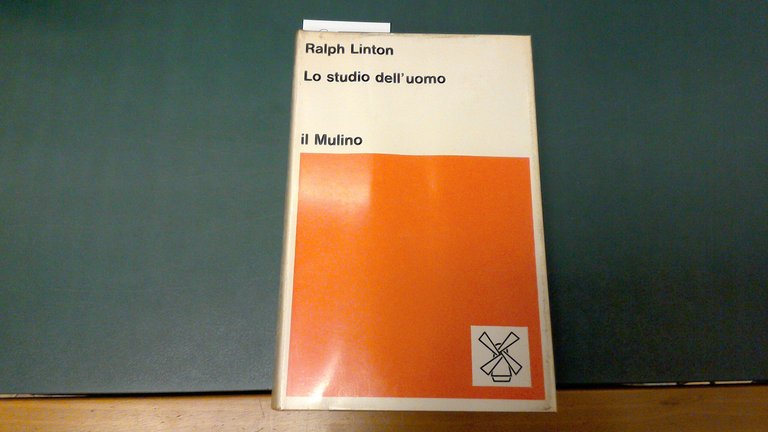 Ralph Linton
Lo studio dell'uomo
il Mulino